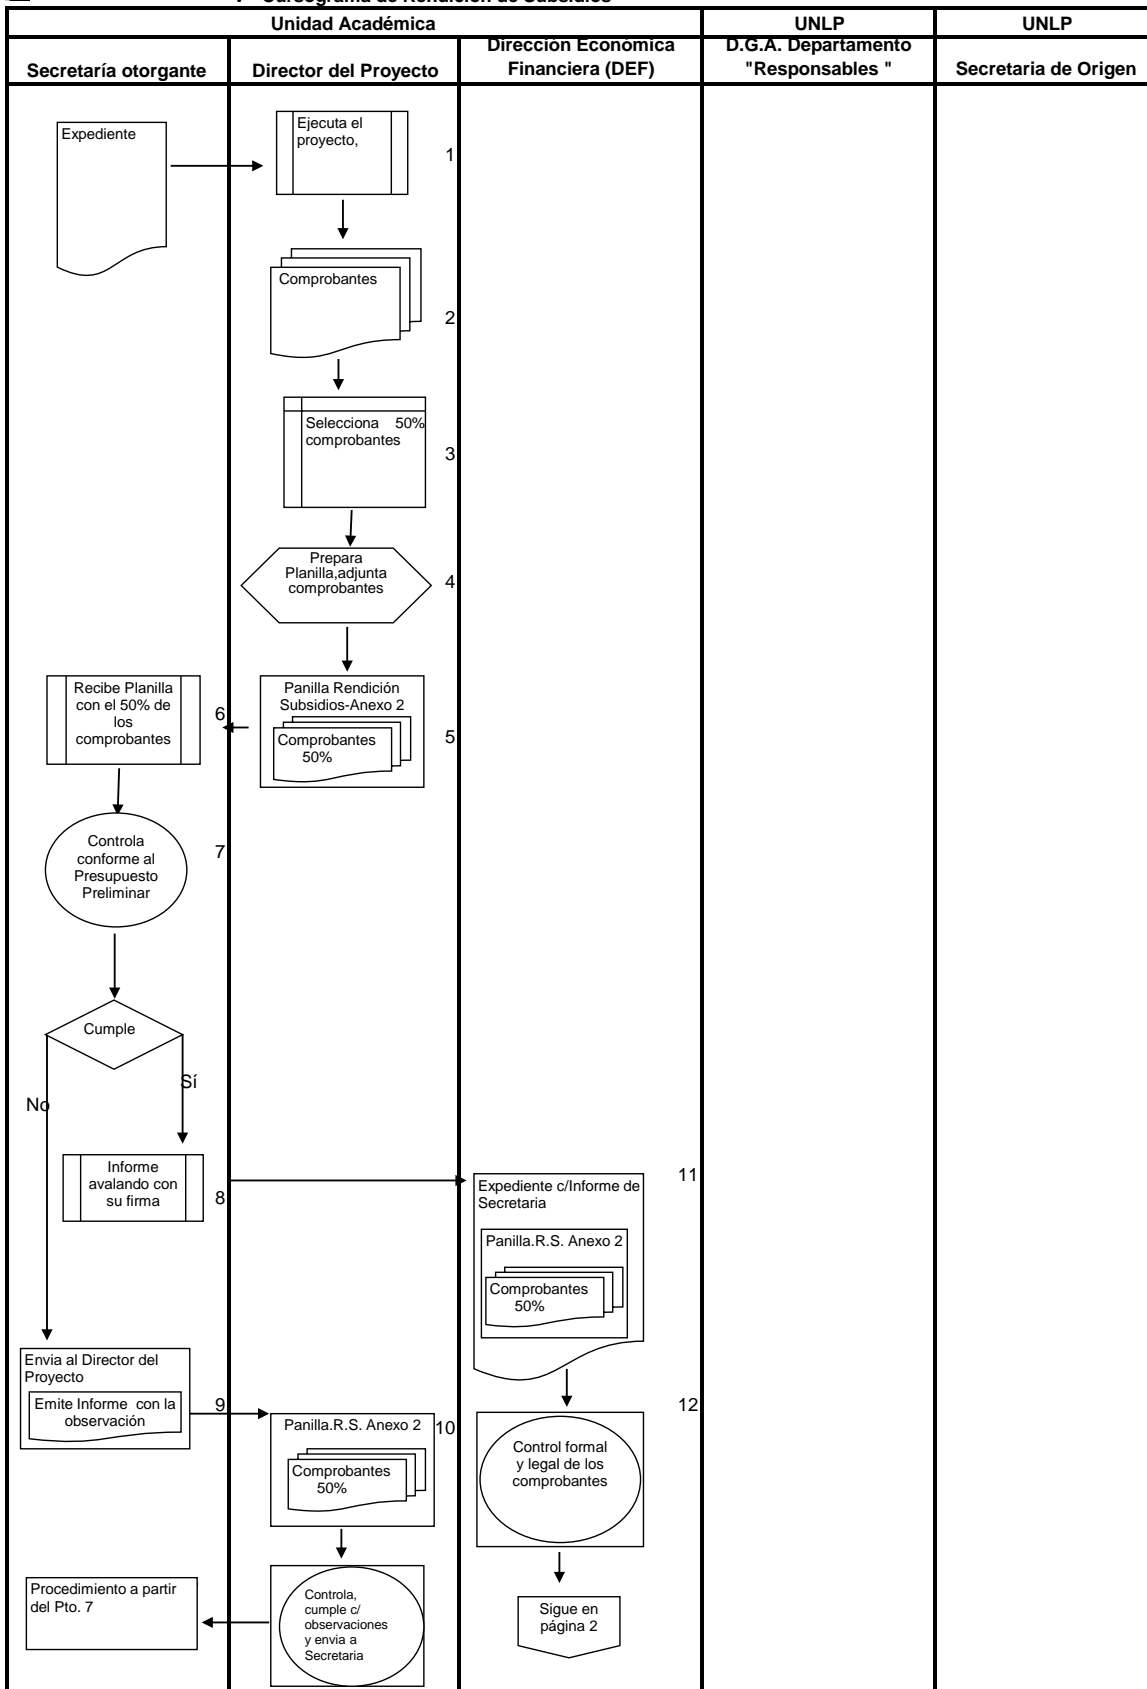 Cursograma de Rendición de Subsidios
Unidad Académica
UNLP
UNLP
Secretaría otorgante
Director del Proyecto
Dirección Económica
Financiera (DEF)
D.G.A. Departamento
"Responsables "
Secretaria de Origen
Expediente
Ejecuta el
proyecto,
1
Comprobantes
2
Selecciona 50%
comprobantes
3
Prepara
Planilla,adjunta
comprobantes
4
Recibe Planilla
con el 50% de
los
comprobantes
6
Panilla Rendición
Subsidios-Anexo 2
Comprobantes
50%
5
Controla
conforme al
Presupuesto
Preliminar
7
Cumple
Sí
No
Informe
avalando con
su firma
8
Expediente c/Informe de
Secretaria
Panilla.R.S. Anexo 2
Comprobantes
50%
11
Envia al Director del
Proyecto
Emite Informe con la
observación
9
Panilla.R.S. Anexo 2
Comprobantes
50%
10
Control formal
y legal de los
comprobantes
12
Procedimiento a partir
del Pto. 7
Controla,
cumple c/
observaciones
y envia a
Secretaria
Sigue en
página 2